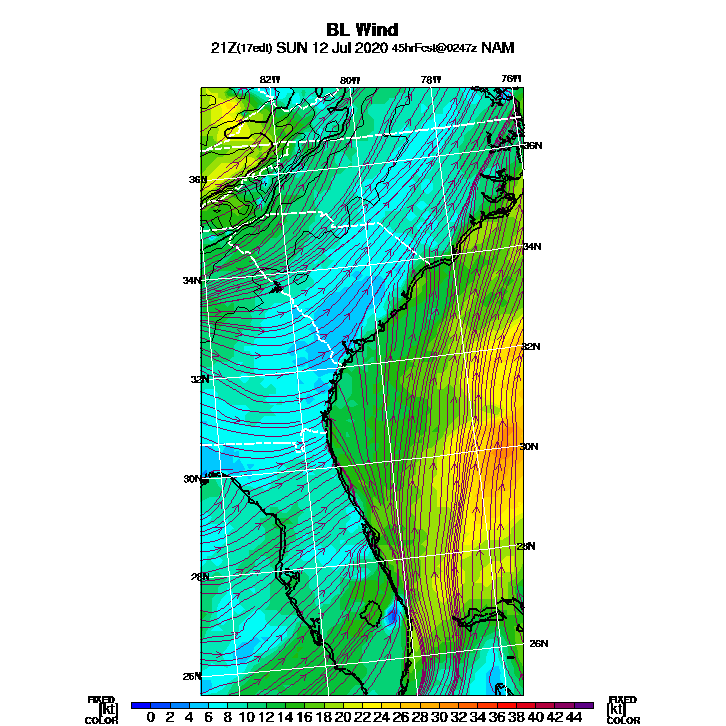 BL Wind
21Z(17edt) SUN 12 Jul 2020 45hrFcst@0247z NAM
82W 80W 78W 76W
36N 36N
34N 34N
32N 32N
30N 30N
28N 28N
26N 26N
FIXED FIXED
[kt] 0 2 4 6 8 10 12 14 16 18 20 22 24 26 28 30 32 34 36 38 40 42 44 [kt]
COLOR COLOR